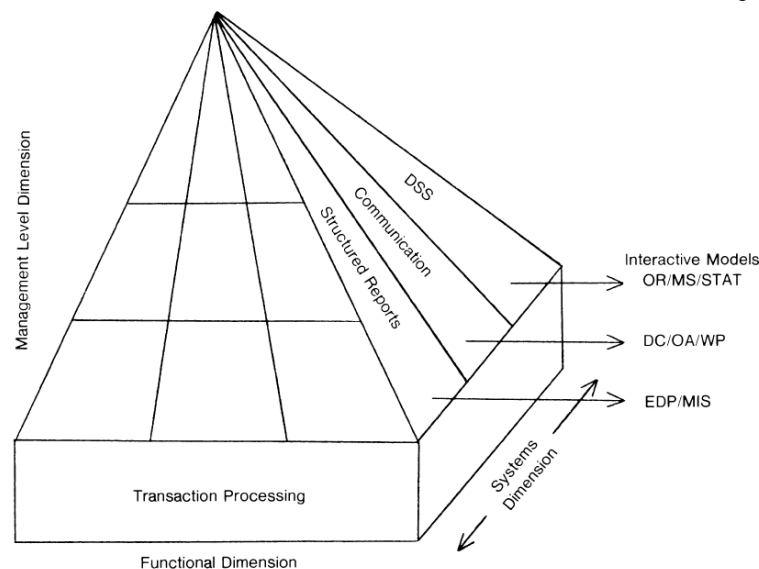 Management Level Dimension
DSS
Communication
Structured Reports
Interactive Models
OR/MS/STAT
DC/OA/WP
EDP/MIS
Systems
Dimension
Transaction Processing
Functional Dimension